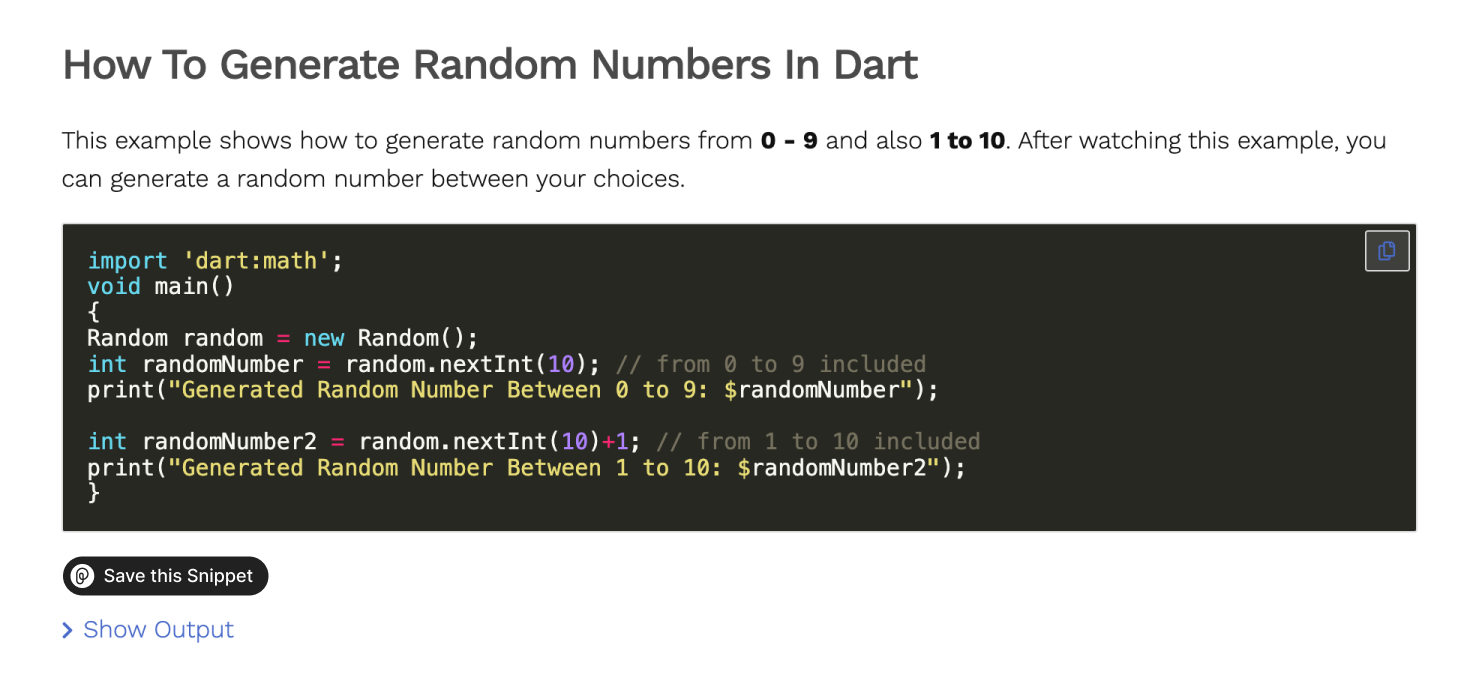 How To Generate Random Numbers In Dart
This example shows how to generate random numbers from 0 - 9 and also 1 to 10. After watching this example, you
can generate a random number between your choices.
import 'dart:math';
void main()
{
Random random = new Random();
int randomNumber = random.nextInt(10); // from 0 to 9 included
print("Generated Random Number Between 0 to 9: $randomNumber");
int randomNumber2 = random.nextInt(10)+1; // from 1 to 10 included
print("Generated Random Number Between 1 to 10: $randomNumber2");
}
Save this Snippet
Show Output